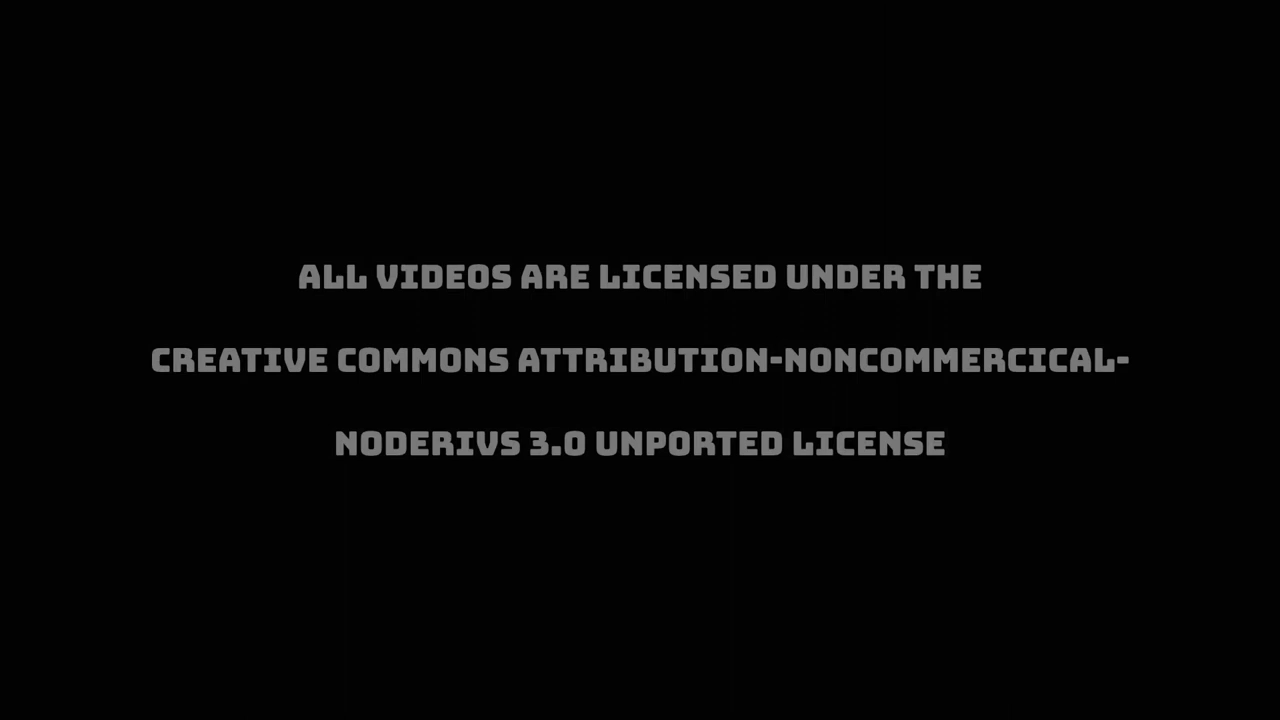 ALL VIDEOS ARE LICENSED UNDER THE
CREATIVE COMMONS ATTRIBUTION-NONCOMMERCICAL-
NODERIVS 3.0 UNPORTED LICENSE